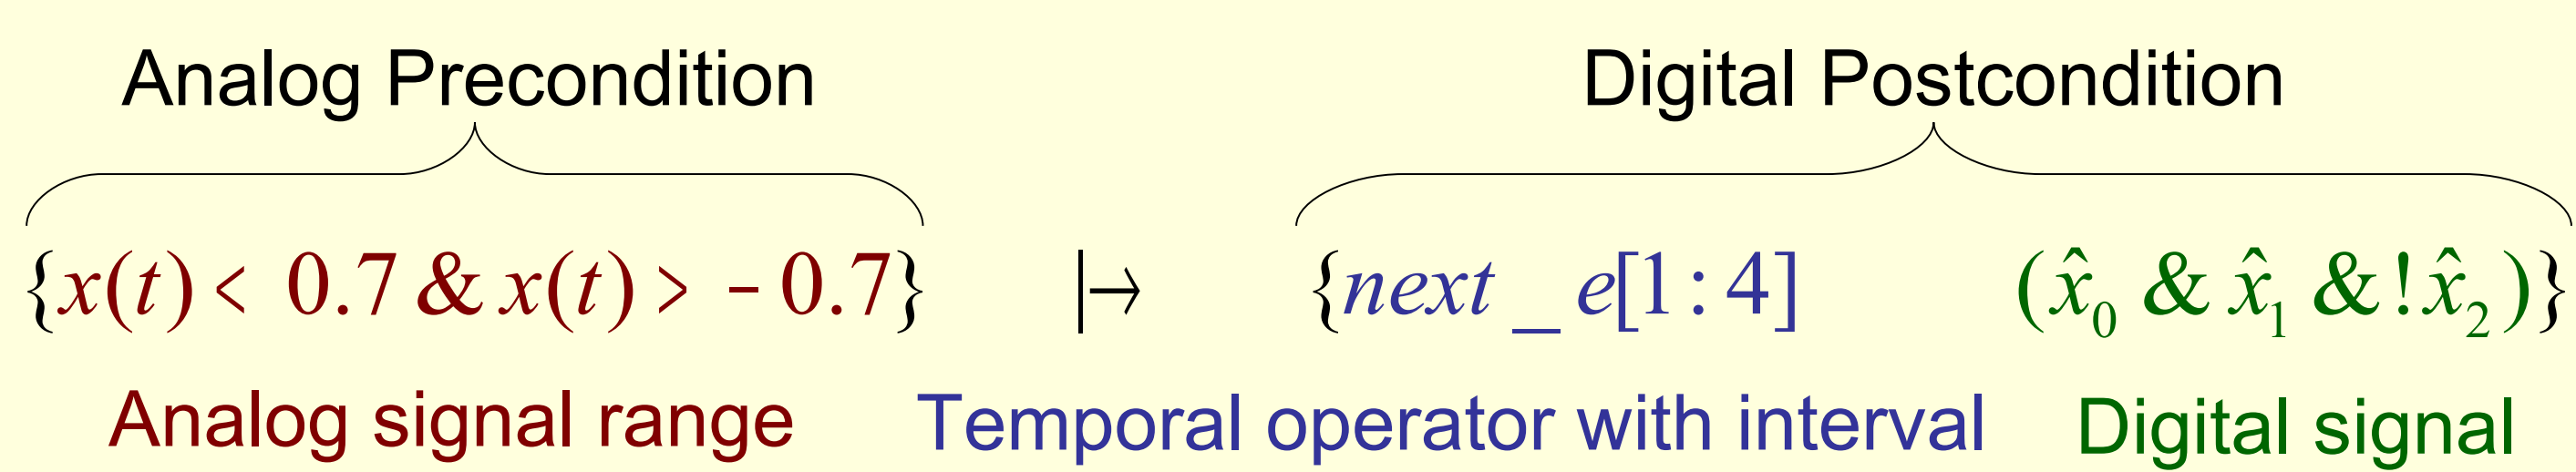 Analog Precondition Digital Postcondition
{x(t) < 0.7 & x(t) > - 0.7} |→ {next _ e[1 : 4] (x̂₀ & x̂₁ & !x̂₂)}
Analog signal range Temporal operator with interval Digital signal